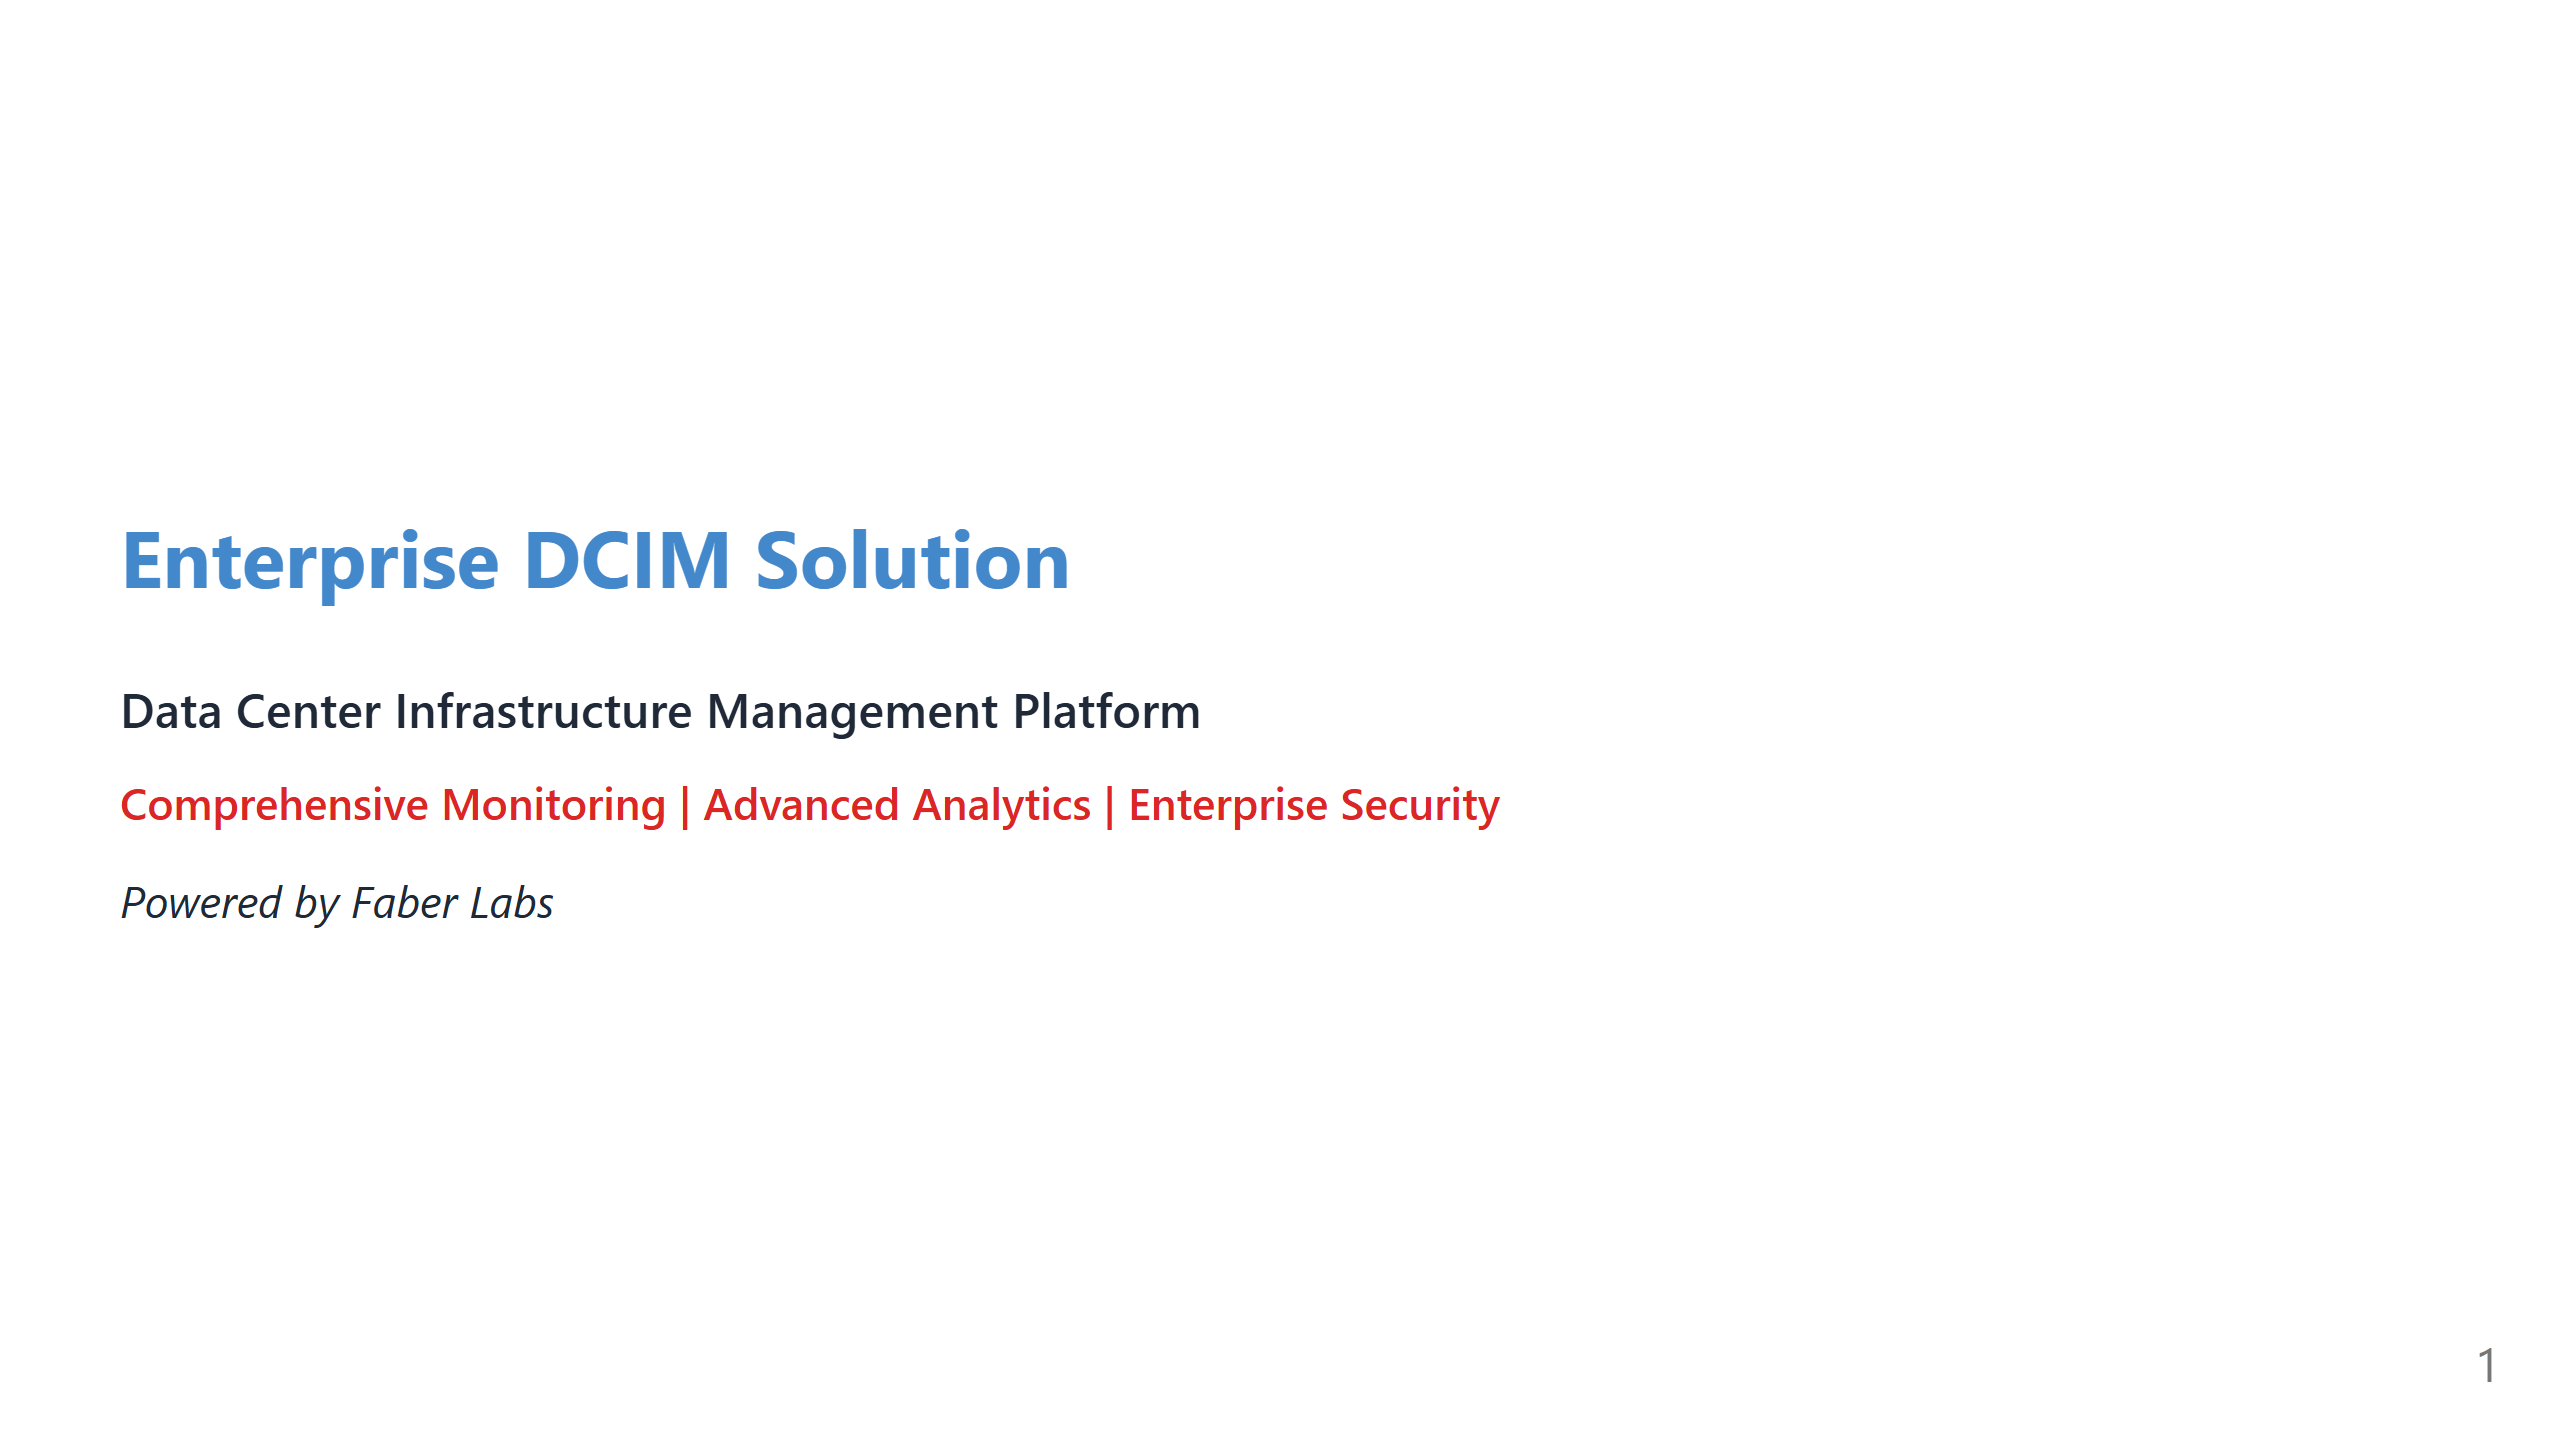 Enterprise DCIM Solution
Data Center Infrastructure Management Platform
Comprehensive Monitoring | Advanced Analytics | Enterprise Security
Powered by Faber Labs
1